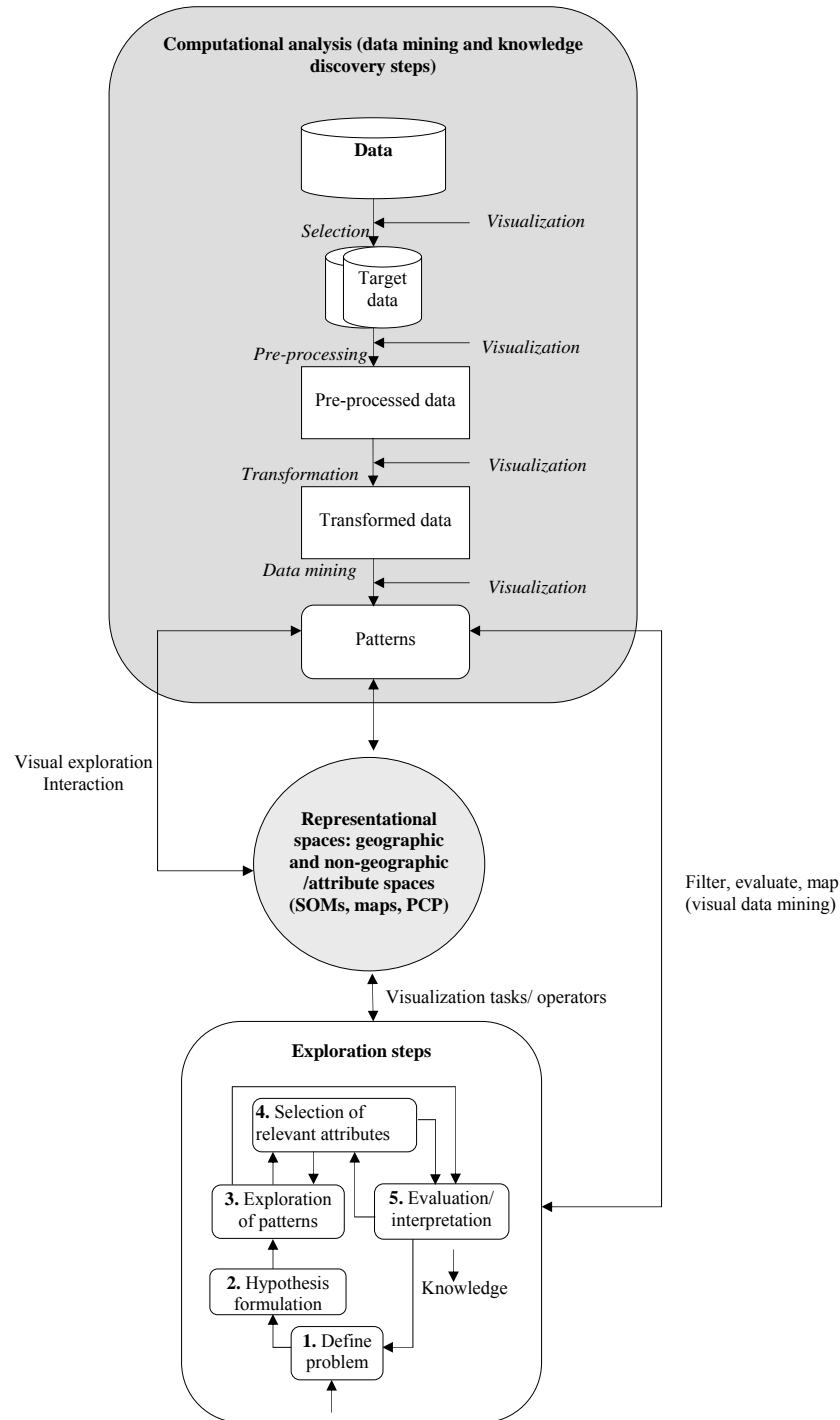 Computational analysis (data mining and knowledge
discovery steps)
Data
Selection
Visualization
Target
data
Pre-processing
Visualization
Pre-processed data
Transformation
Visualization
Transformed data
Data mining
Visualization
Patterns
Visual exploration
Interaction
Representational
spaces: geographic
and non-geographic
/attribute spaces
(SOMs, maps, PCP)
Filter, evaluate, map
(visual data mining)
Visualization tasks/ operators
Exploration steps
4. Selection of
relevant attributes
3. Exploration
of patterns
5. Evaluation/
interpretation
2. Hypothesis
formulation
Knowledge
1. Define
problem